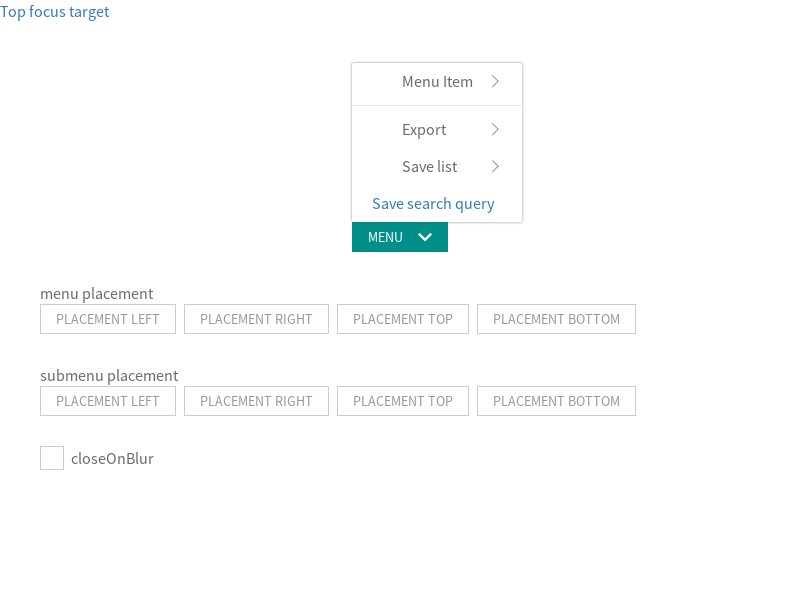 Top focus target
Menu Item
Export
Save list
Save search query
MENU
menu placement
PLACEMENT LEFT PLACEMENT RIGHT PLACEMENT TOP PLACEMENT BOTTOM
submenu placement
PLACEMENT LEFT PLACEMENT RIGHT PLACEMENT TOP PLACEMENT BOTTOM
closeOnBlur